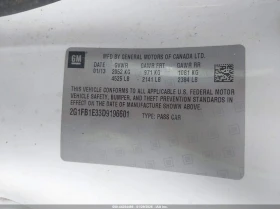 GM
MFD BY GENERAL MOTORS OF CANADA LTD.
DATE GVWR GAWR FRT GAWR RR
01/13 2052 KG 971 KG 1081 KG
4525 LB 2141 LB 2384 LB
THIS VEHICLE CONFORMS TO ALL APPLICABLE U.S. FEDERAL MOTOR
VEHICLE SAFETY, BUMPER, AND THEFT PREVENTION STANDARDS
IN EFFECT ON THE DATE OF MANUFACTURE SHOWN ABOVE.
TYPE: PASS CAR